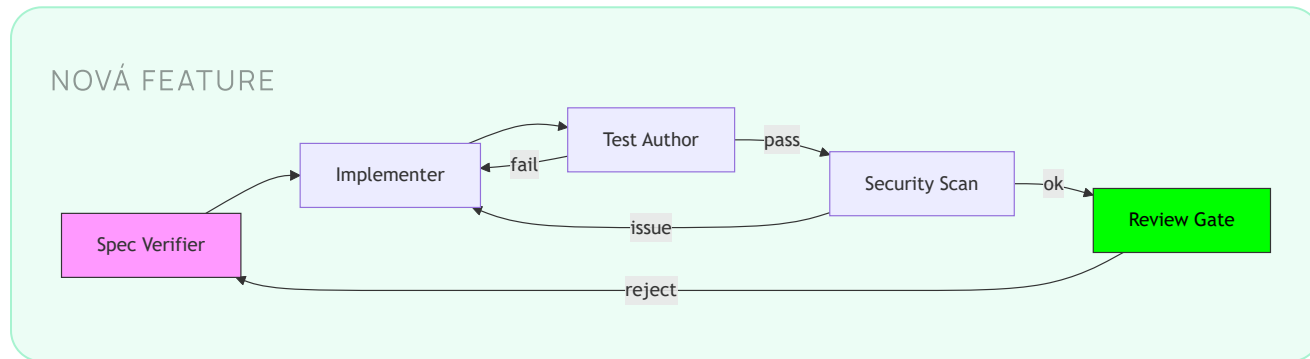 NOVÁ FEATURE
Test Author
pass
fail
Implementer
Security Scan
ok
issue
Review Gate
Spec Verifier
reject